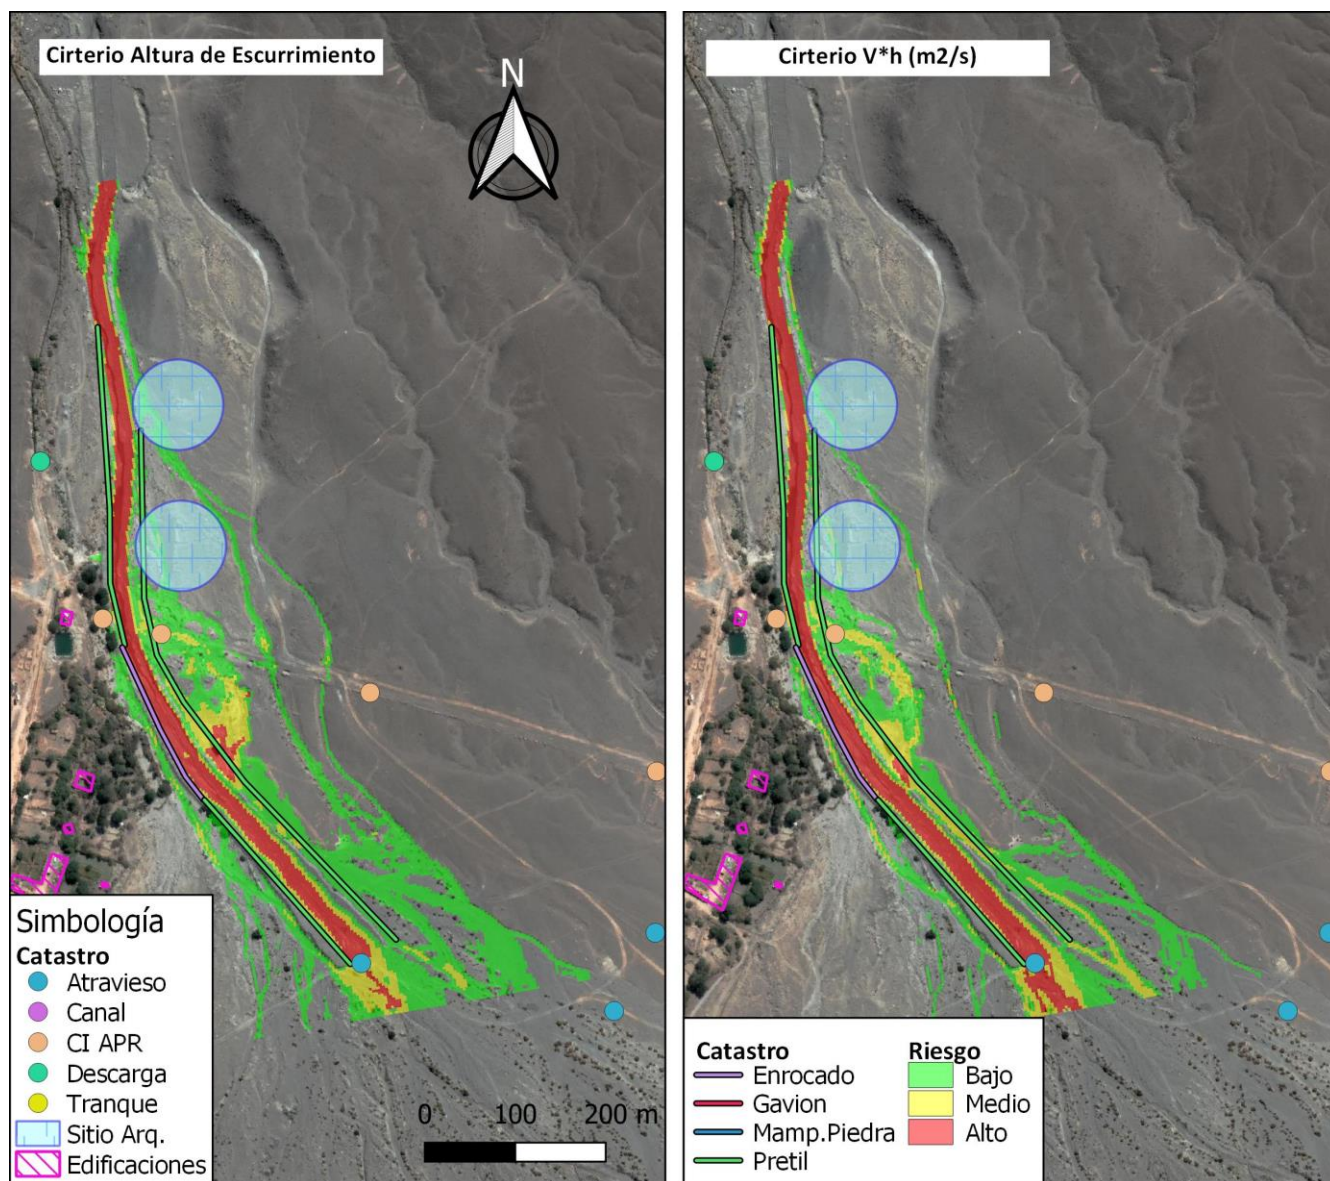 Cirterio Altura de Escurrimiento
N
Simbología
Catastro
Atravieso
Canal
CI APR
Descarga
Tranque
Sitio Arq.
Edificaciones
0 100 200 m
Cirterio V*h (m2/s)
Catastro
Enrocado
Gavion
Mamp.Piedra
Pretil
Riesgo
Bajo
Medio
Alto